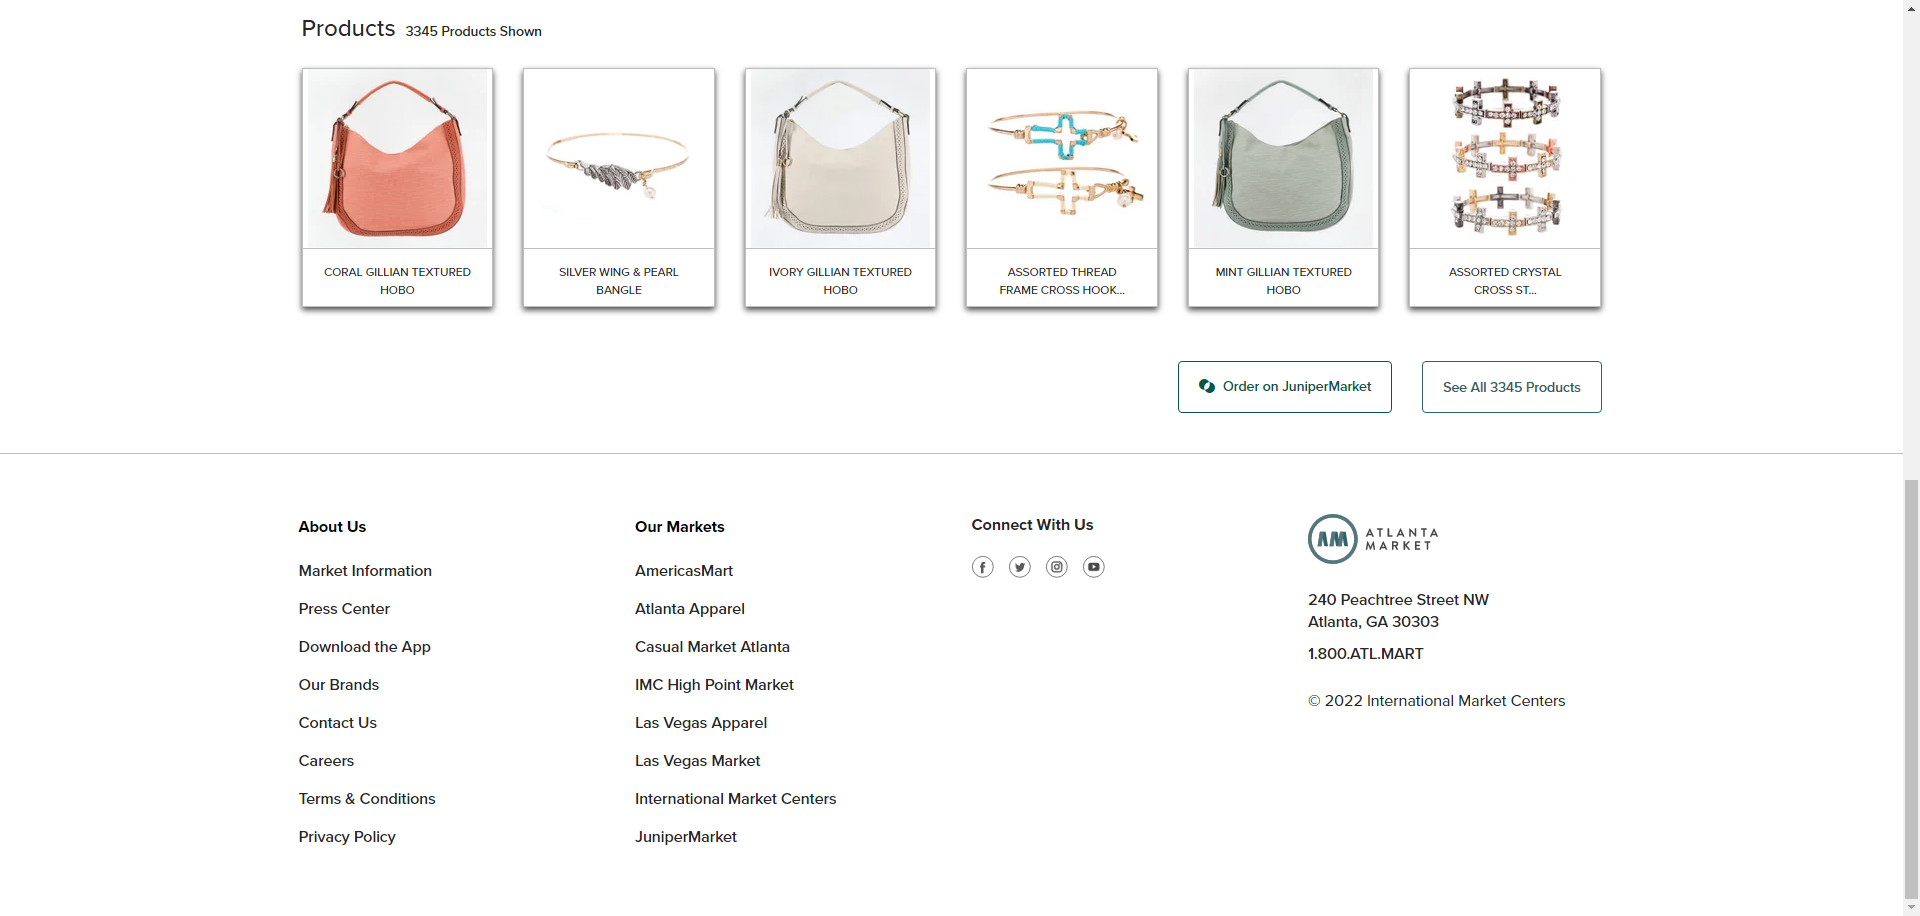 Products 3345 Products Shown
CORAL GILLIAN TEXTURED
HOBO
SILVER WING & PEARL
BANGLE
IVORY GILLIAN TEXTURED
HOBO
ASSORTED THREAD
FRAME CROSS HOOK...
MINT GILLIAN TEXTURED
HOBO
ASSORTED CRYSTAL
CROSS ST...
Order on JuniperMarket
See All 3345 Products
About Us
Market Information
Press Center
Download the App
Our Brands
Contact Us
Careers
Terms & Conditions
Privacy Policy
Our Markets
AmericasMart
Atlanta Apparel
Casual Market Atlanta
IMC High Point Market
Las Vegas Apparel
Las Vegas Market
International Market Centers
JuniperMarket
Connect With Us
AM ATLANTA
MARKET
240 Peachtree Street NW
Atlanta, GA 30303
1.800.ATL.MART
© 2022 International Market Centers